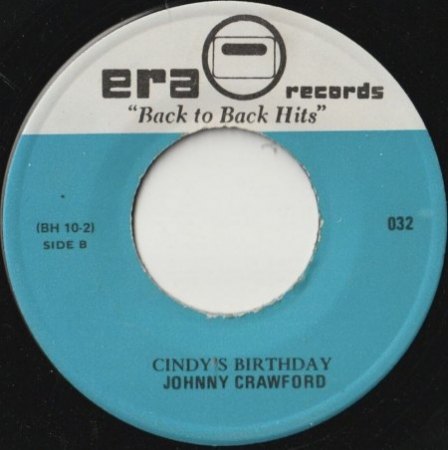 era records
"Back to Back Hits"
(BH 10-2) 032
SIDE B
CINDY'S BIRTHDAY
JOHNNY CRAWFORD